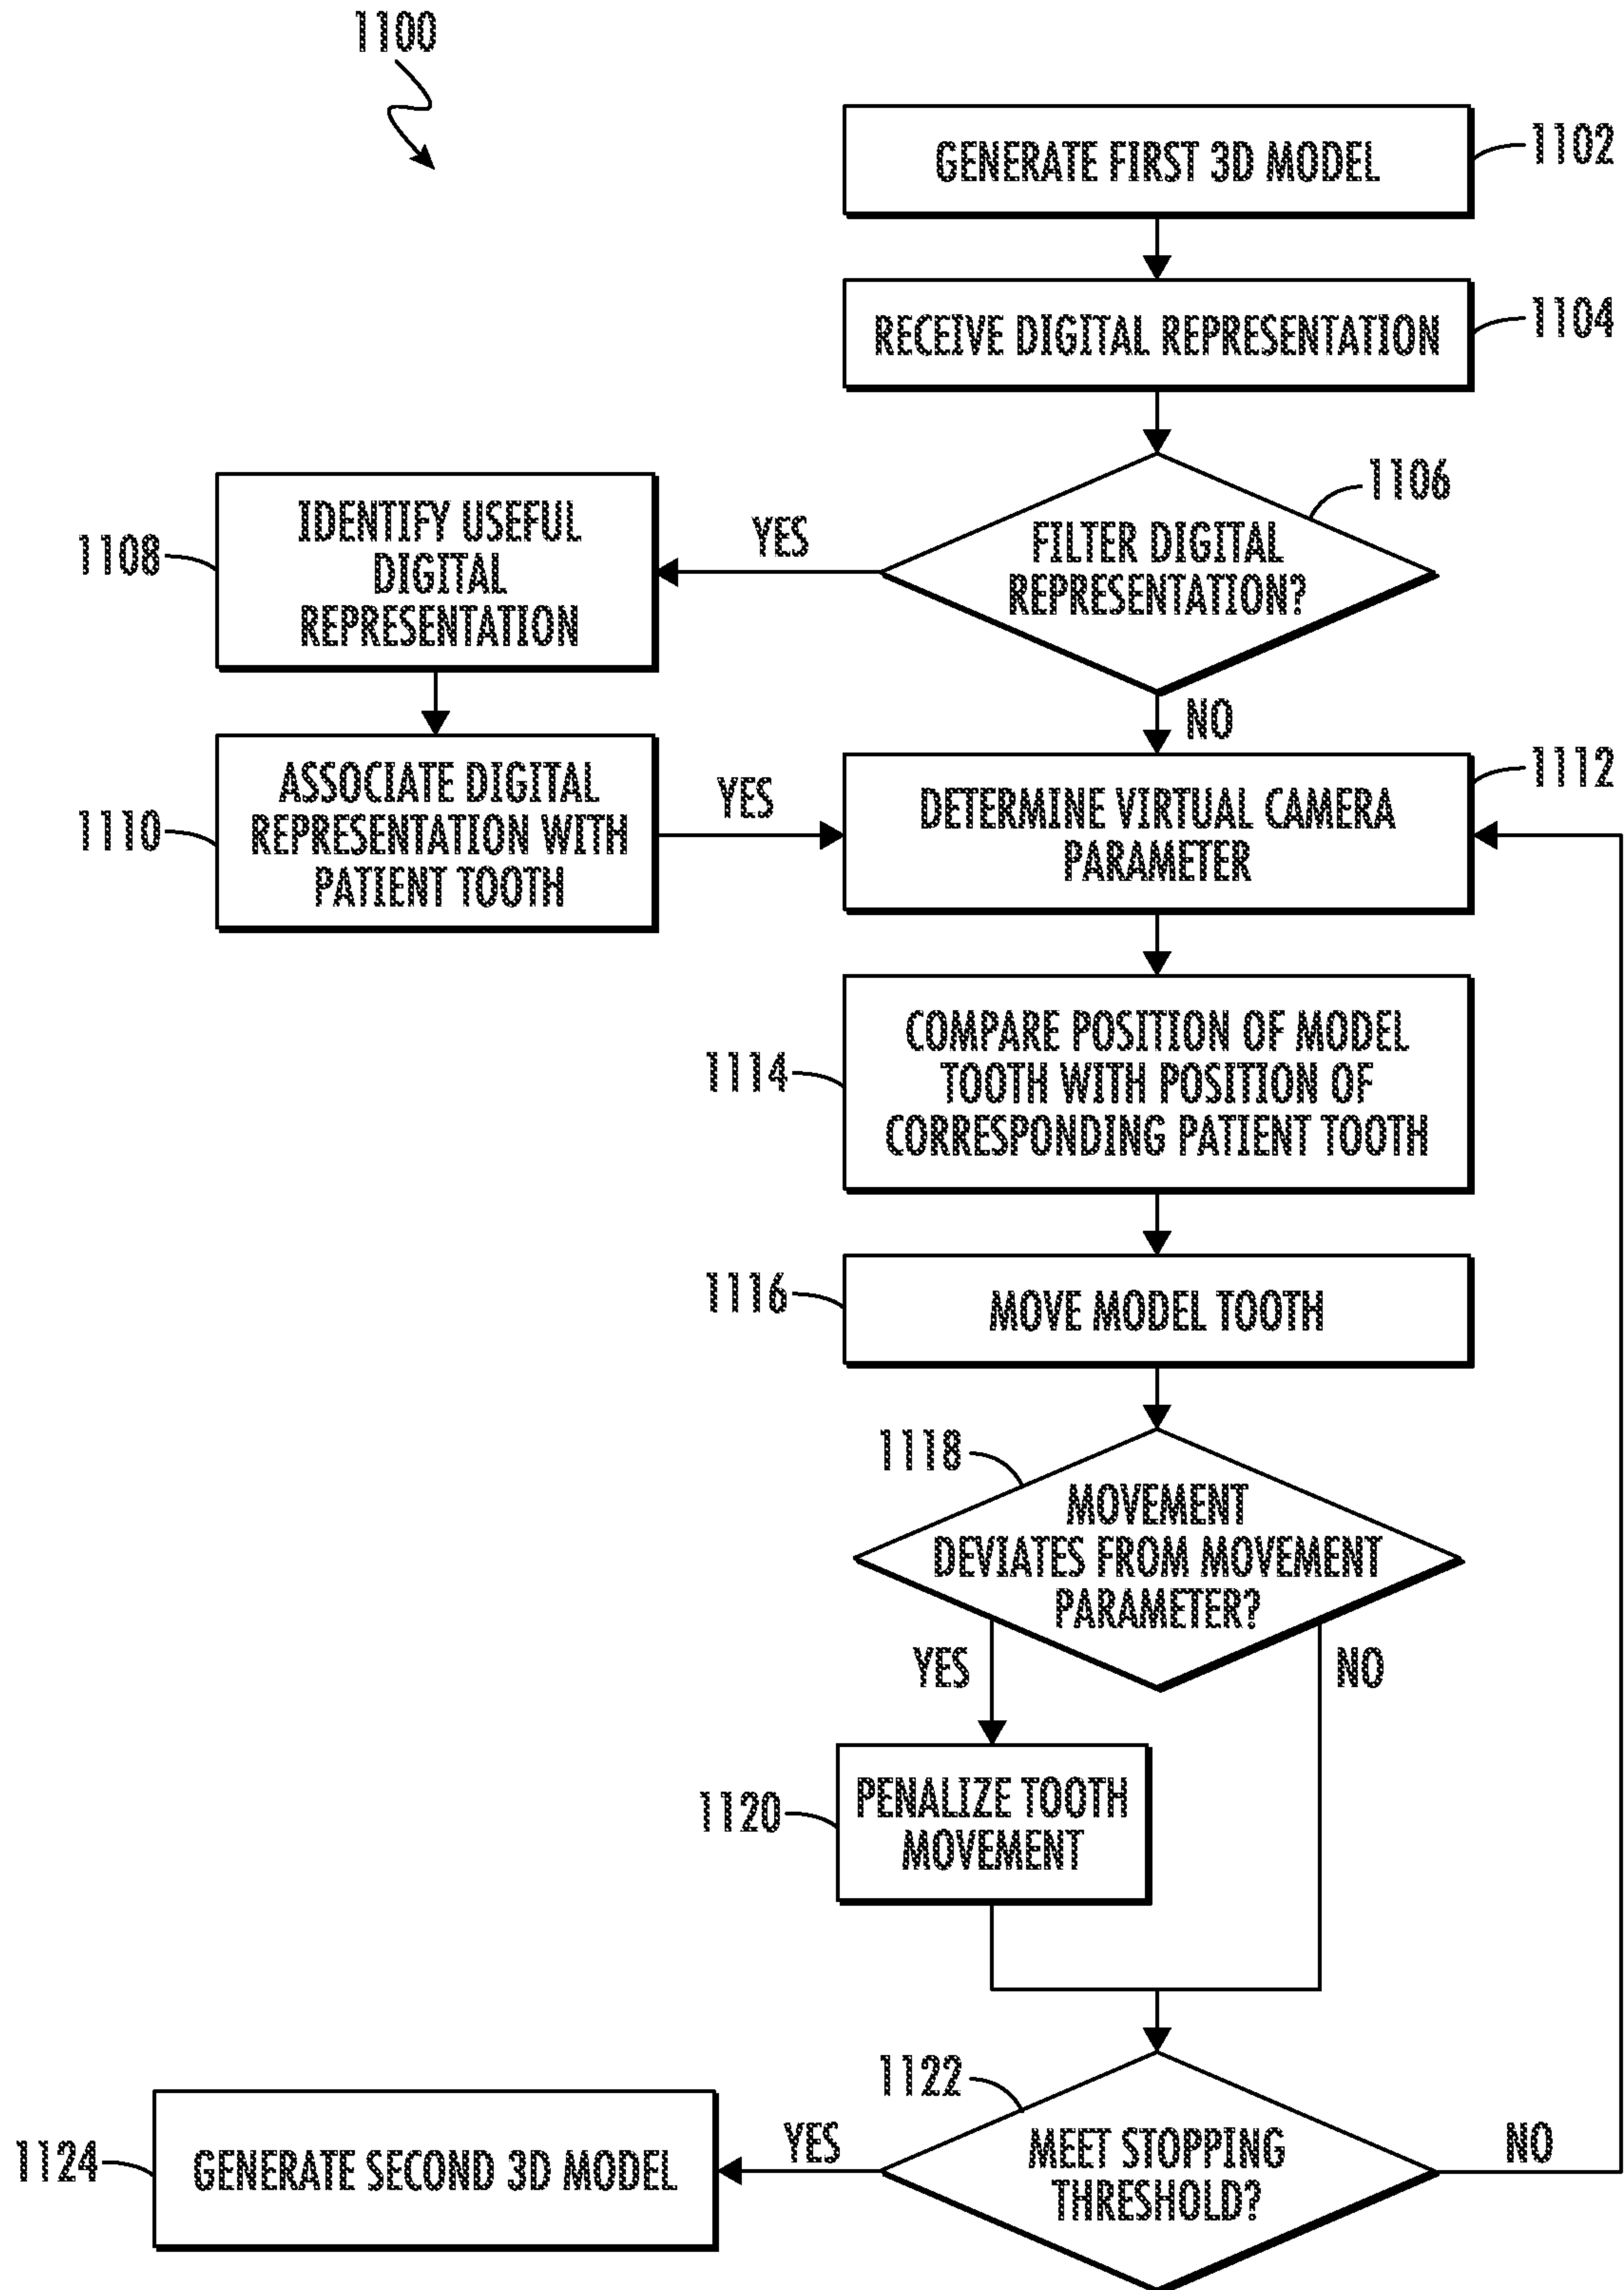 1100
GENERATE FIRST 3D MODEL
1102
RECEIVE DIGITAL REPRESENTATION
1104
1106
FILTER DIGITAL
REPRESENTATION?
YES
1108
IDENTIFY USEFUL
DIGITAL
REPRESENTATION
NO
1110
ASSOCIATE DIGITAL
REPRESENTATION WITH
PATIENT TOOTH
YES
DETERMINE VIRTUAL CAMERA
PARAMETER
1112
1114
COMPARE POSITION OF MODEL
TOOTH WITH POSITION OF
CORRESPONDING PATIENT TOOTH
1116
MOVE MODEL TOOTH
1118
MOVEMENT
DEVIATES FROM MOVEMENT
PARAMETER?
YES
NO
1120
PENALIZE TOOTH
MOVEMENT
1122
MEET STOPPING
THRESHOLD?
YES
NO
1124
GENERATE SECOND 3D MODEL